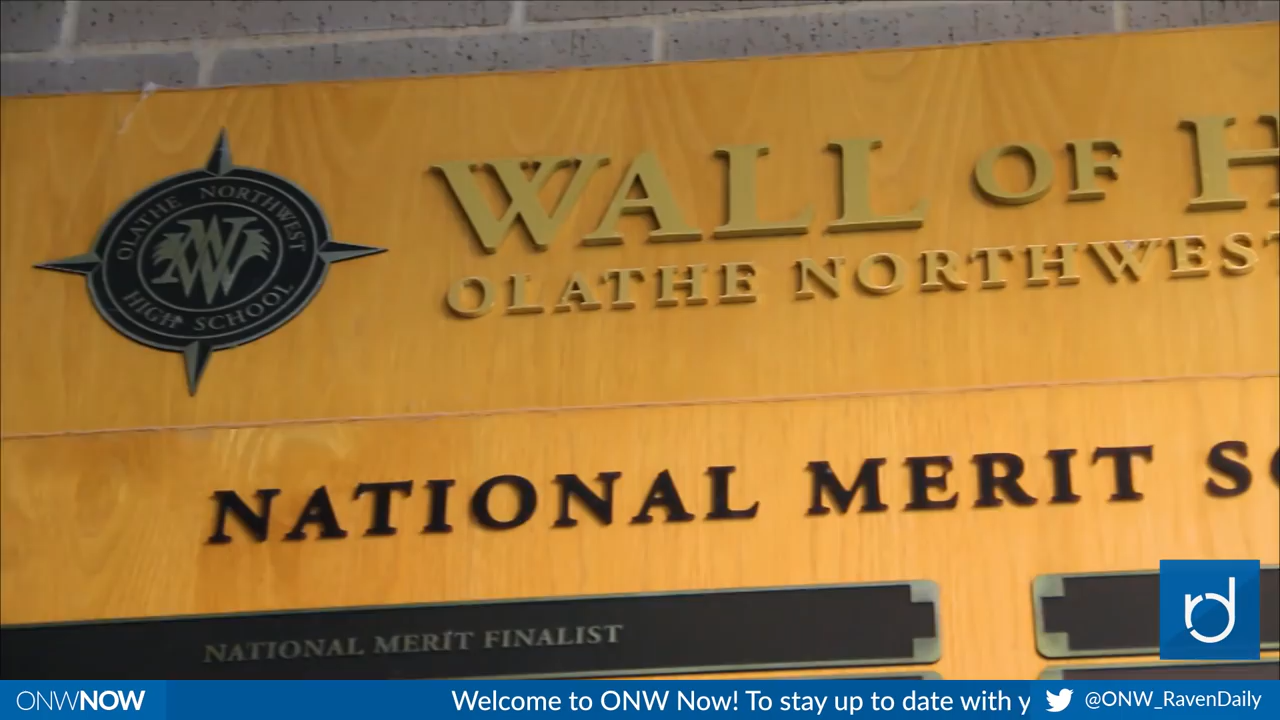 WALL OF H
OLATHE NORTHWEST
OLATHE NORTHWEST
HIGH SCHOOL
NATIONAL MERIT S
NATIONAL MERIT FINALIST
rd
ONWNOW
Welcome to ONW Now! To stay up to date with y
@ONW_RavenDaily